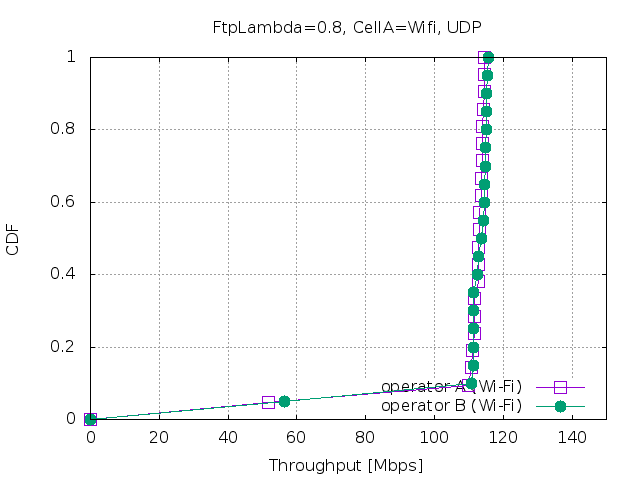 FtpLambda=0.8, CellA=Wifi, UDP
1
0.8
0.6
0.4
0.2
0
CDF
operator A (Wi-Fi)
operator B (Wi-Fi)
0 20 40 60 80 100 120 140
Throughput [Mbps]